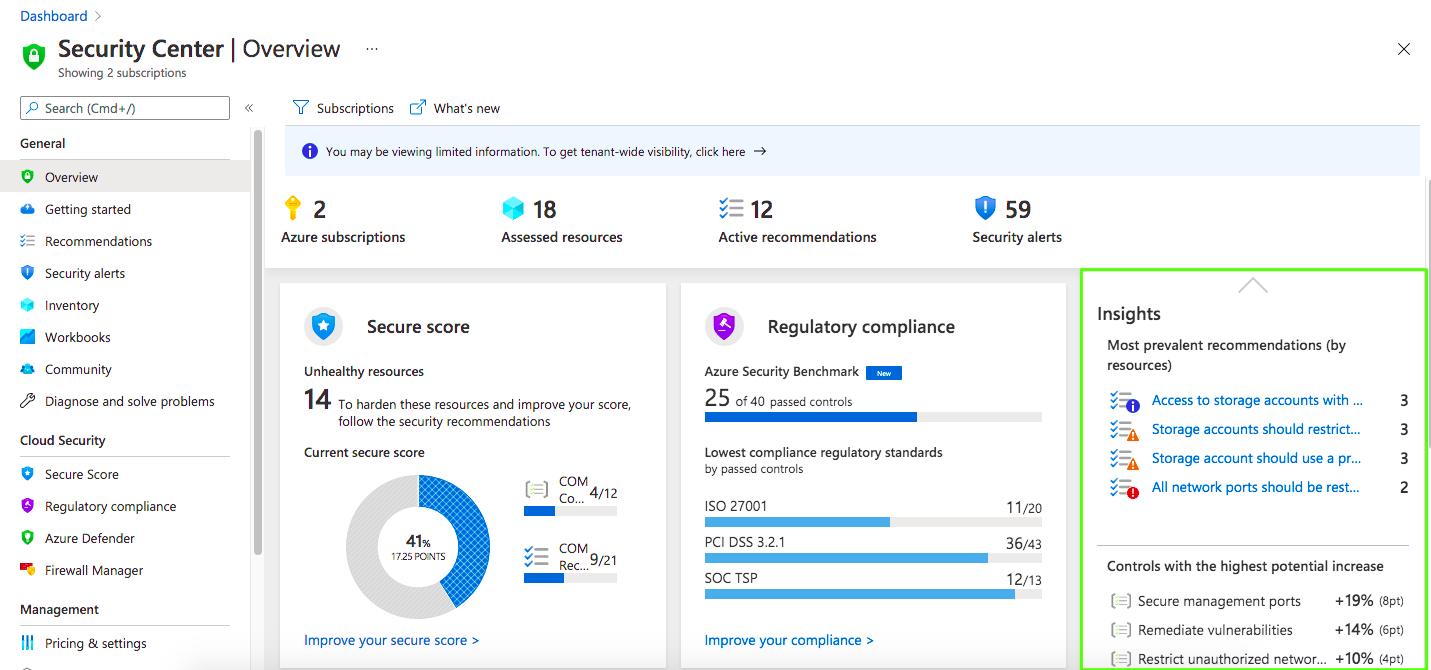 Dashboard >
Security Center | Overview ...
Showing 2 subscriptions
Search (Cmd+/)
«
General
Overview
Getting started
Recommendations
Security alerts
Inventory
Workbooks
Community
Diagnose and solve problems
Cloud Security
Secure Score
Regulatory compliance
Azure Defender
Firewall Manager
Management
Pricing & settings
Subscriptions
What's new
You may be viewing limited information. To get tenant-wide visibility, click here →
2
Azure subscriptions
18
Assessed resources
12
Active recommendations
59
Security alerts
Secure score
Unhealthy resources
14 To harden these resources and improve your score,
follow the security recommendations
Current secure score
41%
17.25 POINTS
COM
Co... 4/12
COM
Rec... 9/21
Improve your secure score >
Regulatory compliance
Azure Security Benchmark New
25 of 40 passed controls
Lowest compliance regulatory standards
by passed controls
ISO 27001 11/20
PCI DSS 3.2.1 36/43
SOC TSP 12/13
Improve your compliance >
Insights
Most prevalent recommendations (by
resources)
Access to storage accounts with ... 3
Storage accounts should restrict... 3
Storage account should use a pr... 3
All network ports should be rest... 2
Controls with the highest potential increase
Secure management ports +19% (8pt)
Remediate vulnerabilities +14% (6pt)
Restrict unauthorized networ... +10% (4pt)